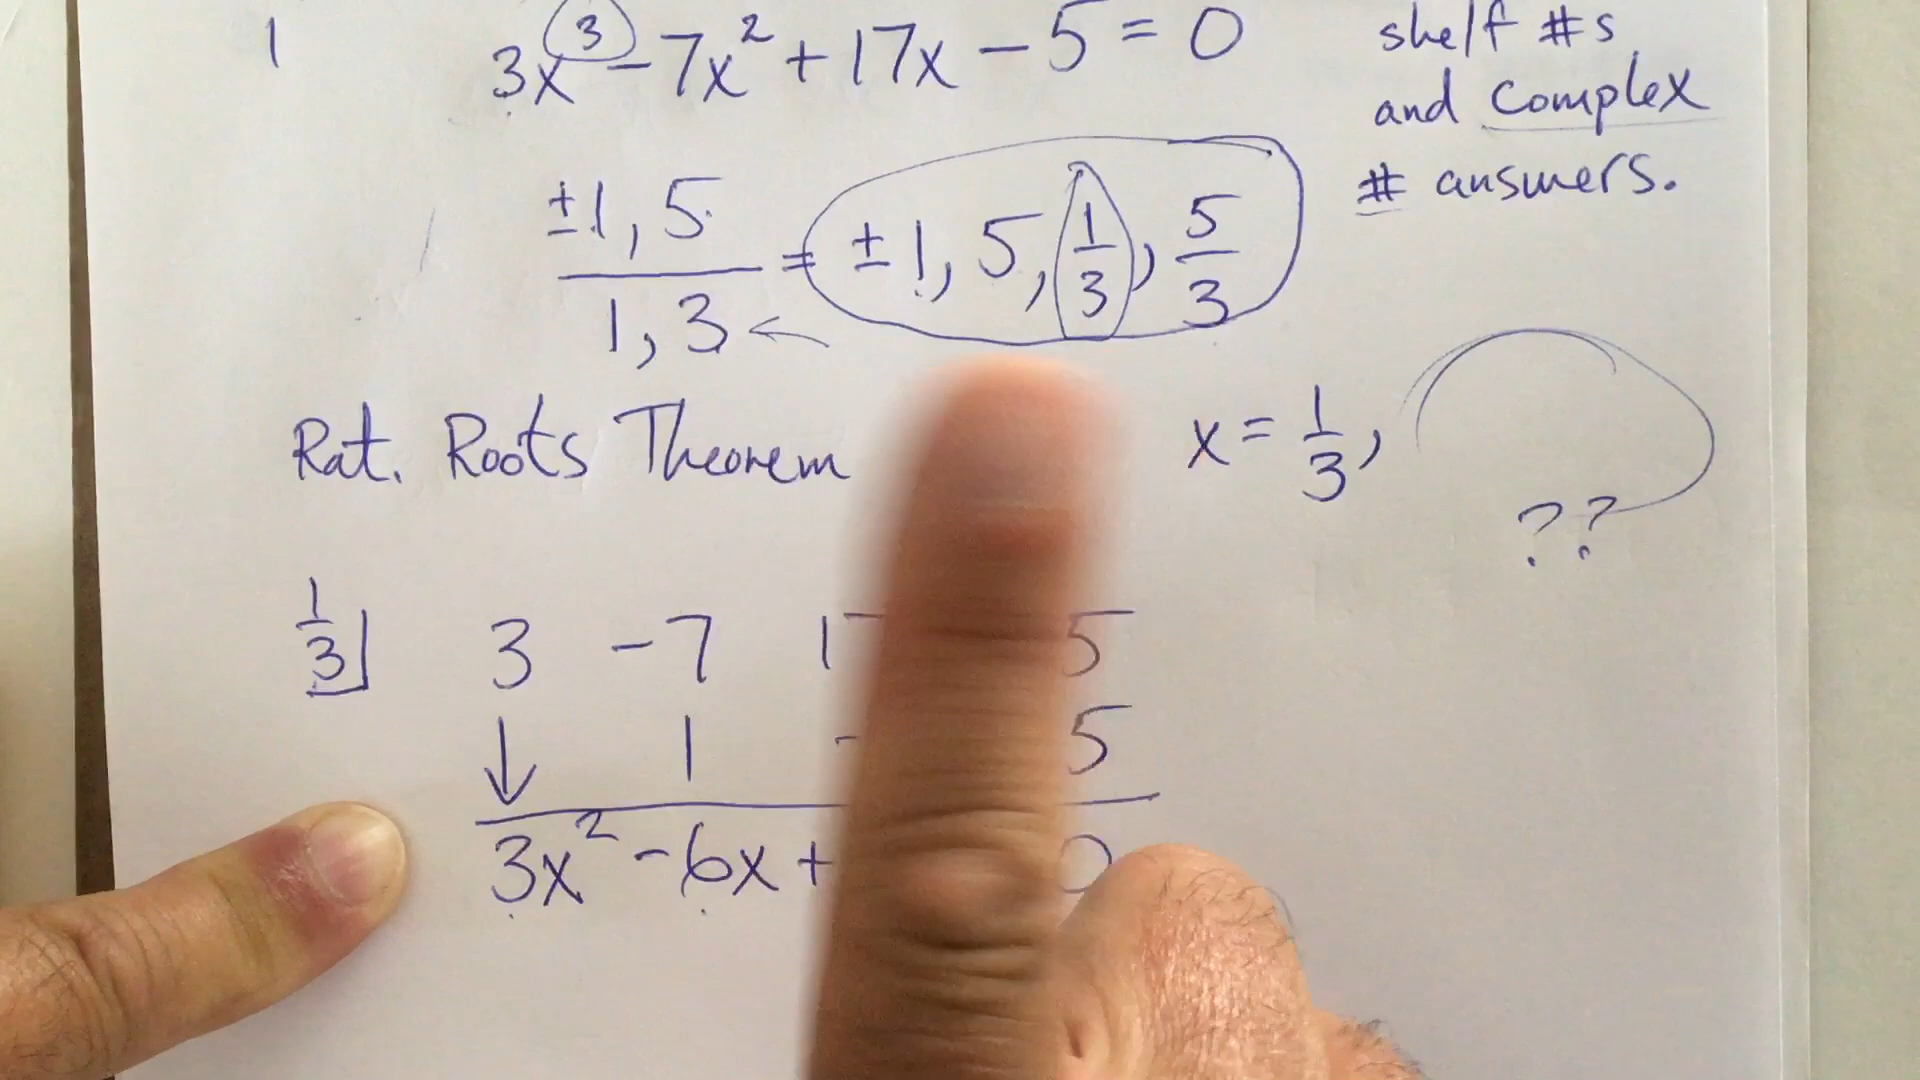 1
3x³ - 7x² + 17x - 5 = 0
shelf #s
and complex
# answers.
±1, 5
= ±1, 5, 1/3, 5/3
1, 3 ←
Rat. Roots Theorem
x = 1/3,
??
1/3 3 -7 1 5
↓ 1 - 5
3x² - 6x + 0